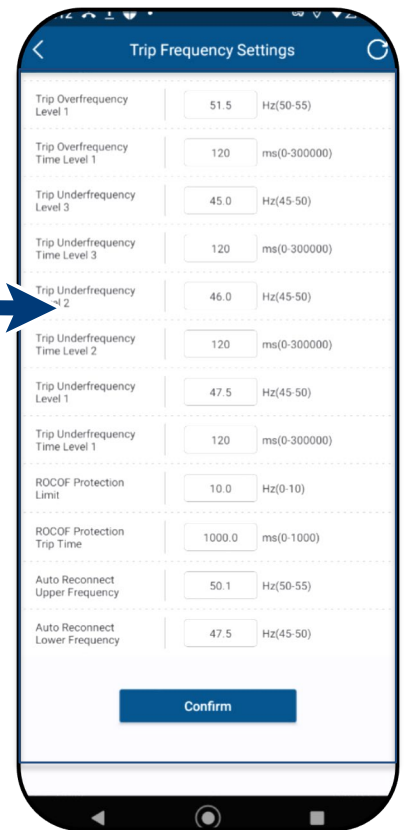 Trip Frequency Settings
Trip Overfrequency
Level 1
51.5 Hz(50-55)
Trip Overfrequency
Time Level 1
120 ms(0-300000)
Trip Underfrequency
Level 3
45.0 Hz(45-50)
Trip Underfrequency
Time Level 3
120 ms(0-300000)
Trip Underfrequency
2
46.0 Hz(45-50)
Trip Underfrequency
Time Level 2
120 ms(0-300000)
Trip Underfrequency
Level 1
47.5 Hz(45-50)
Trip Underfrequency
Time Level 1
120 ms(0-300000)
ROCOF Protection
Limit
10.0 Hz(0-10)
ROCOF Protection
Trip Time
1000.0 ms(0-1000)
Auto Reconnect
Upper Frequency
50.1 Hz(50-55)
Auto Reconnect
Lower Frequency
47.5 Hz(45-50)
Confirm